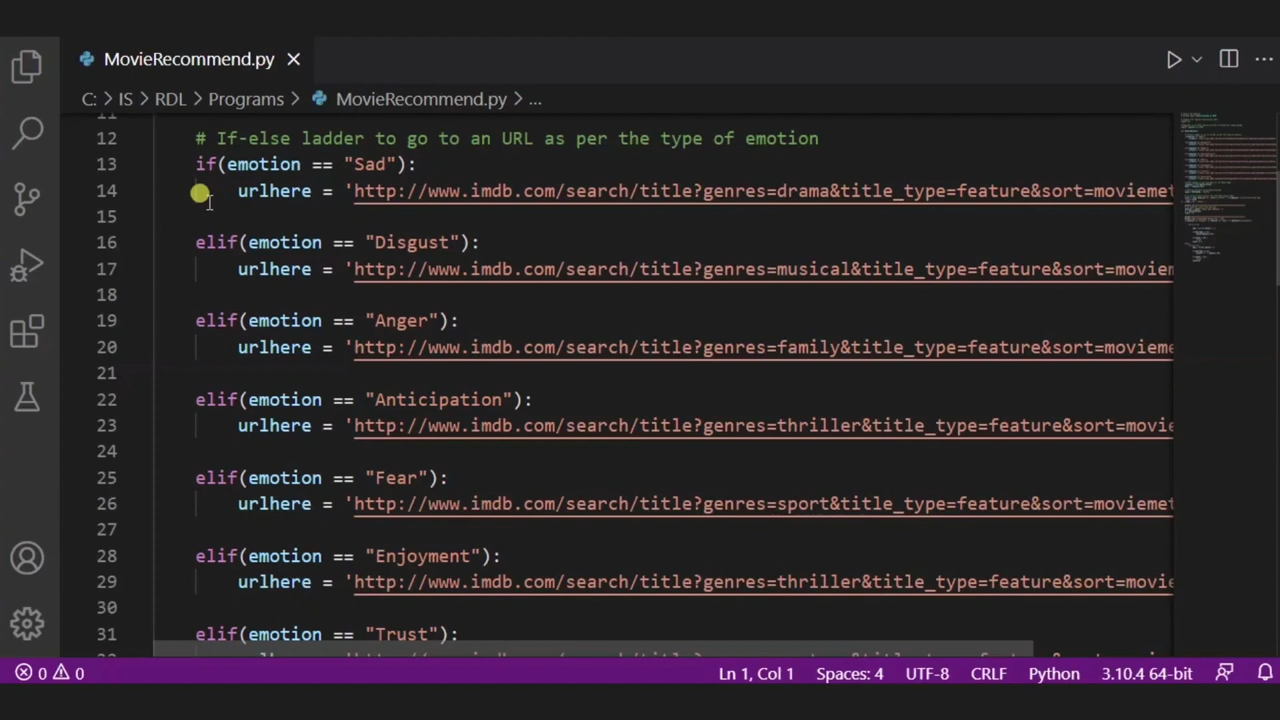 MovieRecommend.py
C: > IS > RDL > Programs > MovieRecommend.py > ...
11
12 # If-else ladder to go to an URL as per the type of emotion
13 if(emotion == "Sad"):
14 urlhere = 'http://www.imdb.com/search/title?genres=drama&title_type=feature&sort=moviemet
15
16 elif(emotion == "Disgust"):
17 urlhere = 'http://www.imdb.com/search/title?genres=musical&title_type=feature&sort=moviem
18
19 elif(emotion == "Anger"):
20 urlhere = 'http://www.imdb.com/search/title?genres=family&title_type=feature&sort=movieme
21
22 elif(emotion == "Anticipation"):
23 urlhere = 'http://www.imdb.com/search/title?genres=thriller&title_type=feature&sort=movie
24
25 elif(emotion == "Fear"):
26 urlhere = 'http://www.imdb.com/search/title?genres=sport&title_type=feature&sort=moviemet
27
28 elif(emotion == "Enjoyment"):
29 urlhere = 'http://www.imdb.com/search/title?genres=thriller&title_type=feature&sort=movie
30
31 elif(emotion == "Trust"):
0 0 Ln 1, Col 1 Spaces: 4 UTF-8 CRLF Python 3.10.4 64-bit